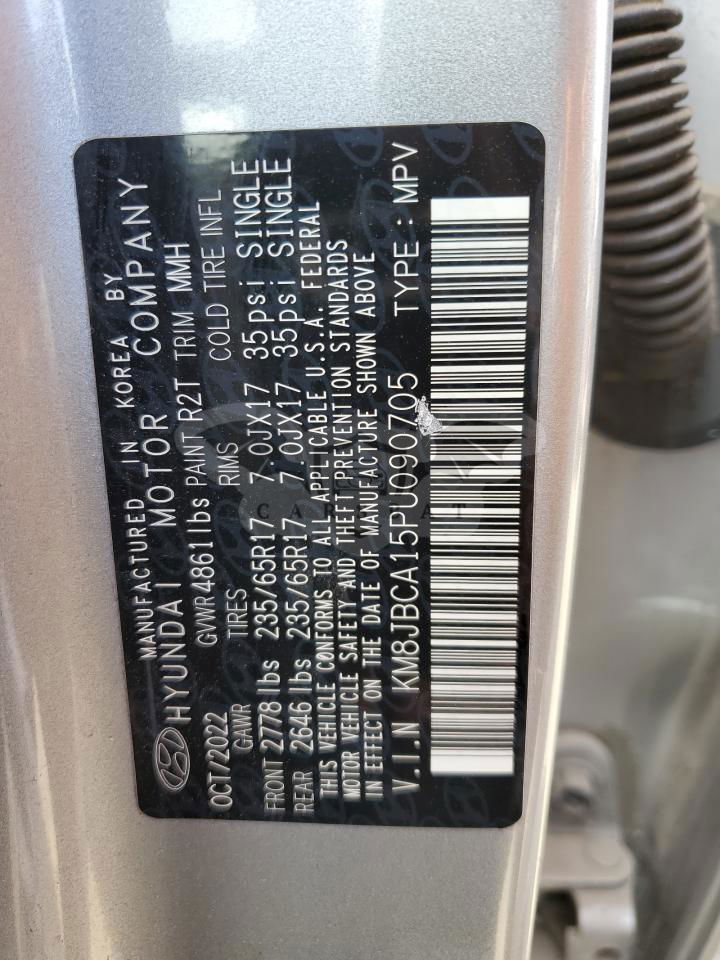 MANUFACTURED IN KOREA BY
HYUNDAI MOTOR COMPANY
OCT/2022 GVWR 4861 lbs PAINT R2T TRIM MMH
GAWR TIRES RIMS COLD TIRE INFL
FRONT 2778 lbs 235/65R17 7.0JX17 35psi SINGLE
REAR 2646 lbs 235/65R17 7.0JX17 35psi SINGLE
THIS VEHICLE CONFORMS TO ALL APPLICABLE U.S.A. FEDERAL
MOTOR VEHICLE SAFETY AND THEFT PREVENTION STANDARDS
IN EFFECT ON THE DATE OF MANUFACTURE SHOWN ABOVE
V.I.N KM8JBCA15PU090705 TYPE : MPV